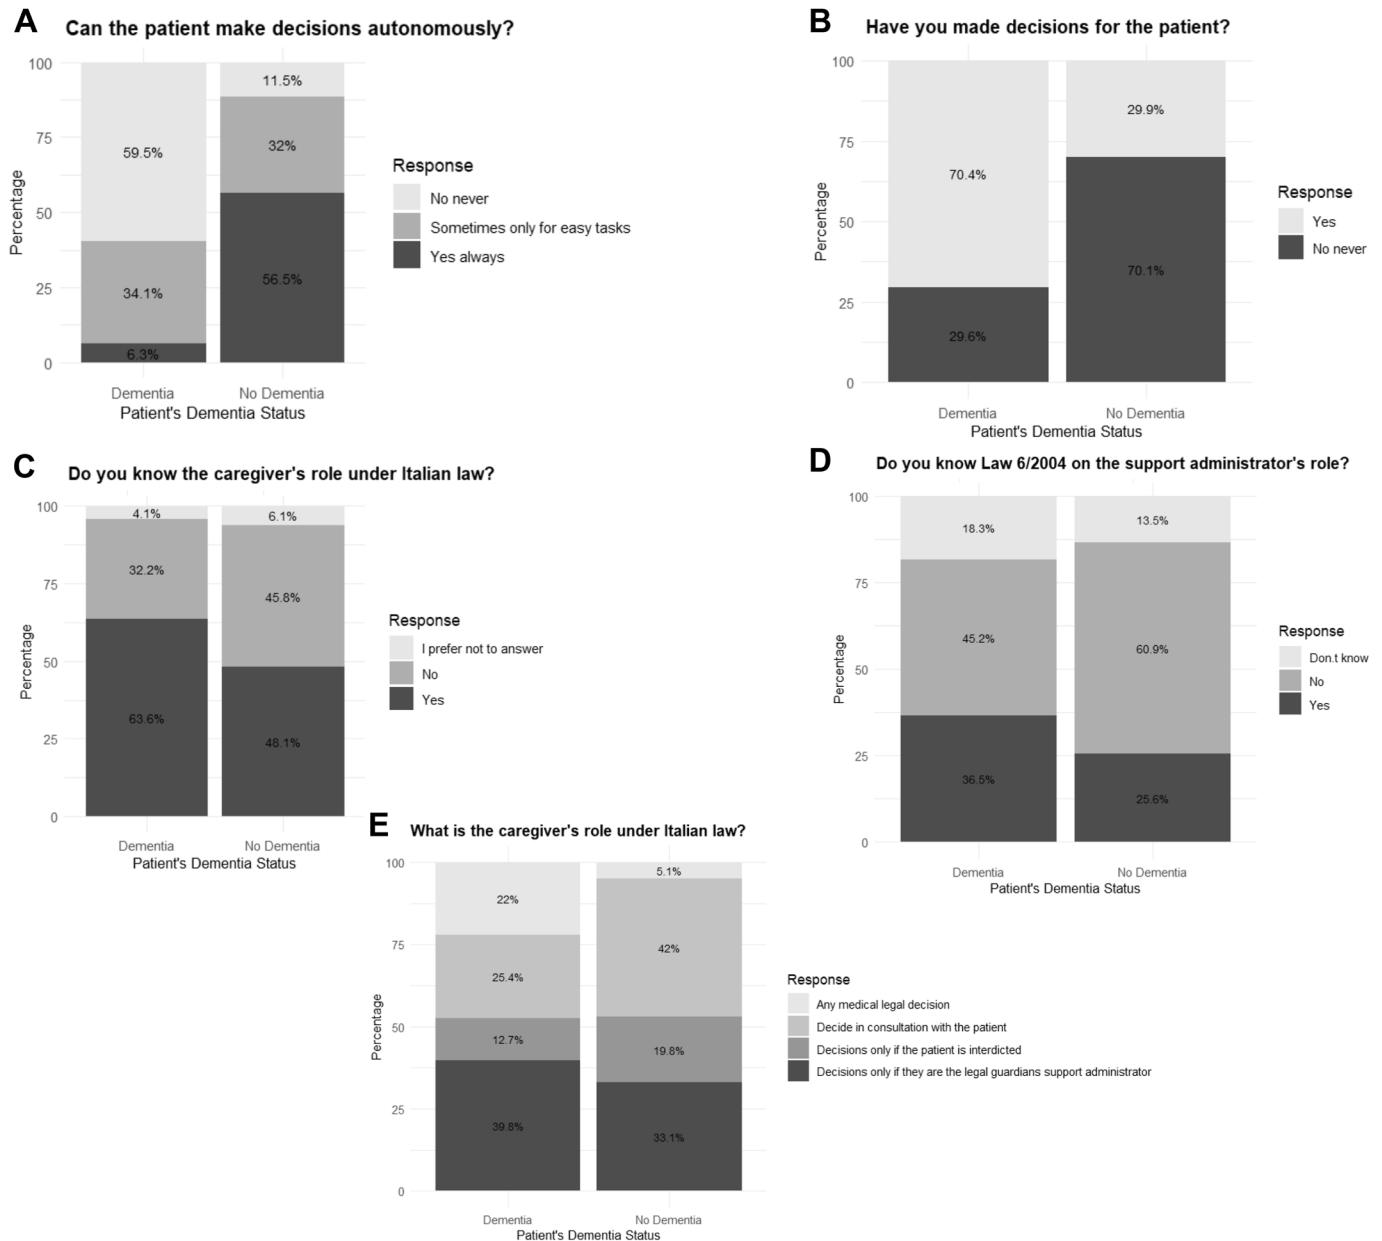 A
Can the patient make decisions autonomously?
100
75
50
25
0
Percentage
59.5%
34.1%
6.3%
11.5%
32%
56.5%
Dementia
No Dementia
Patient's Dementia Status
Response
No never
Sometimes only for easy tasks
Yes always
B
Have you made decisions for the patient?
100
75
50
25
0
Percentage
70.4%
29.6%
29.9%
70.1%
Dementia
No Dementia
Patient's Dementia Status
Response
Yes
No never
C
Do you know the caregiver's role under Italian law?
100
75
50
25
0
Percentage
4.1%
32.2%
63.6%
6.1%
45.8%
48.1%
Dementia
No Dementia
Patient's Dementia Status
Response
I prefer not to answer
No
Yes
D
Do you know Law 6/2004 on the support administrator's role?
100
75
50
25
0
Percentage
18.3%
45.2%
36.5%
13.5%
60.9%
25.6%
Dementia
No Dementia
Patient's Dementia Status
Response
Don.t know
No
Yes
E
What is the caregiver's role under Italian law?
100
75
50
25
0
Percentage
22%
25.4%
12.7%
39.8%
5.1%
42%
19.8%
33.1%
Dementia
No Dementia
Patient's Dementia Status
Response
Any medical legal decision
Decide in consultation with the patient
Decisions only if the patient is interdicted
Decisions only if they are the legal guardians support administrator